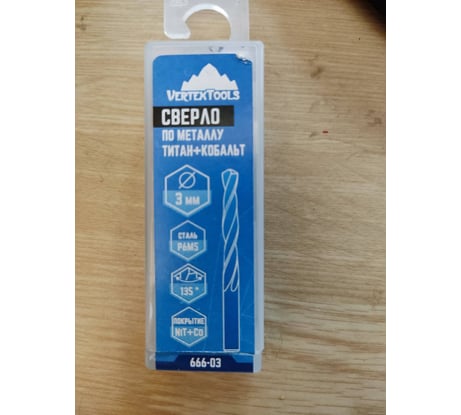 VERTEXTOOLS
СВЕРЛО
ПО МЕТАЛЛУ
ТИТАН+КОБАЛЬТ
3 мм
СТАЛЬ
Р6М5
135 °
ПОКРЫТИЕ
NiT+Co
666-03